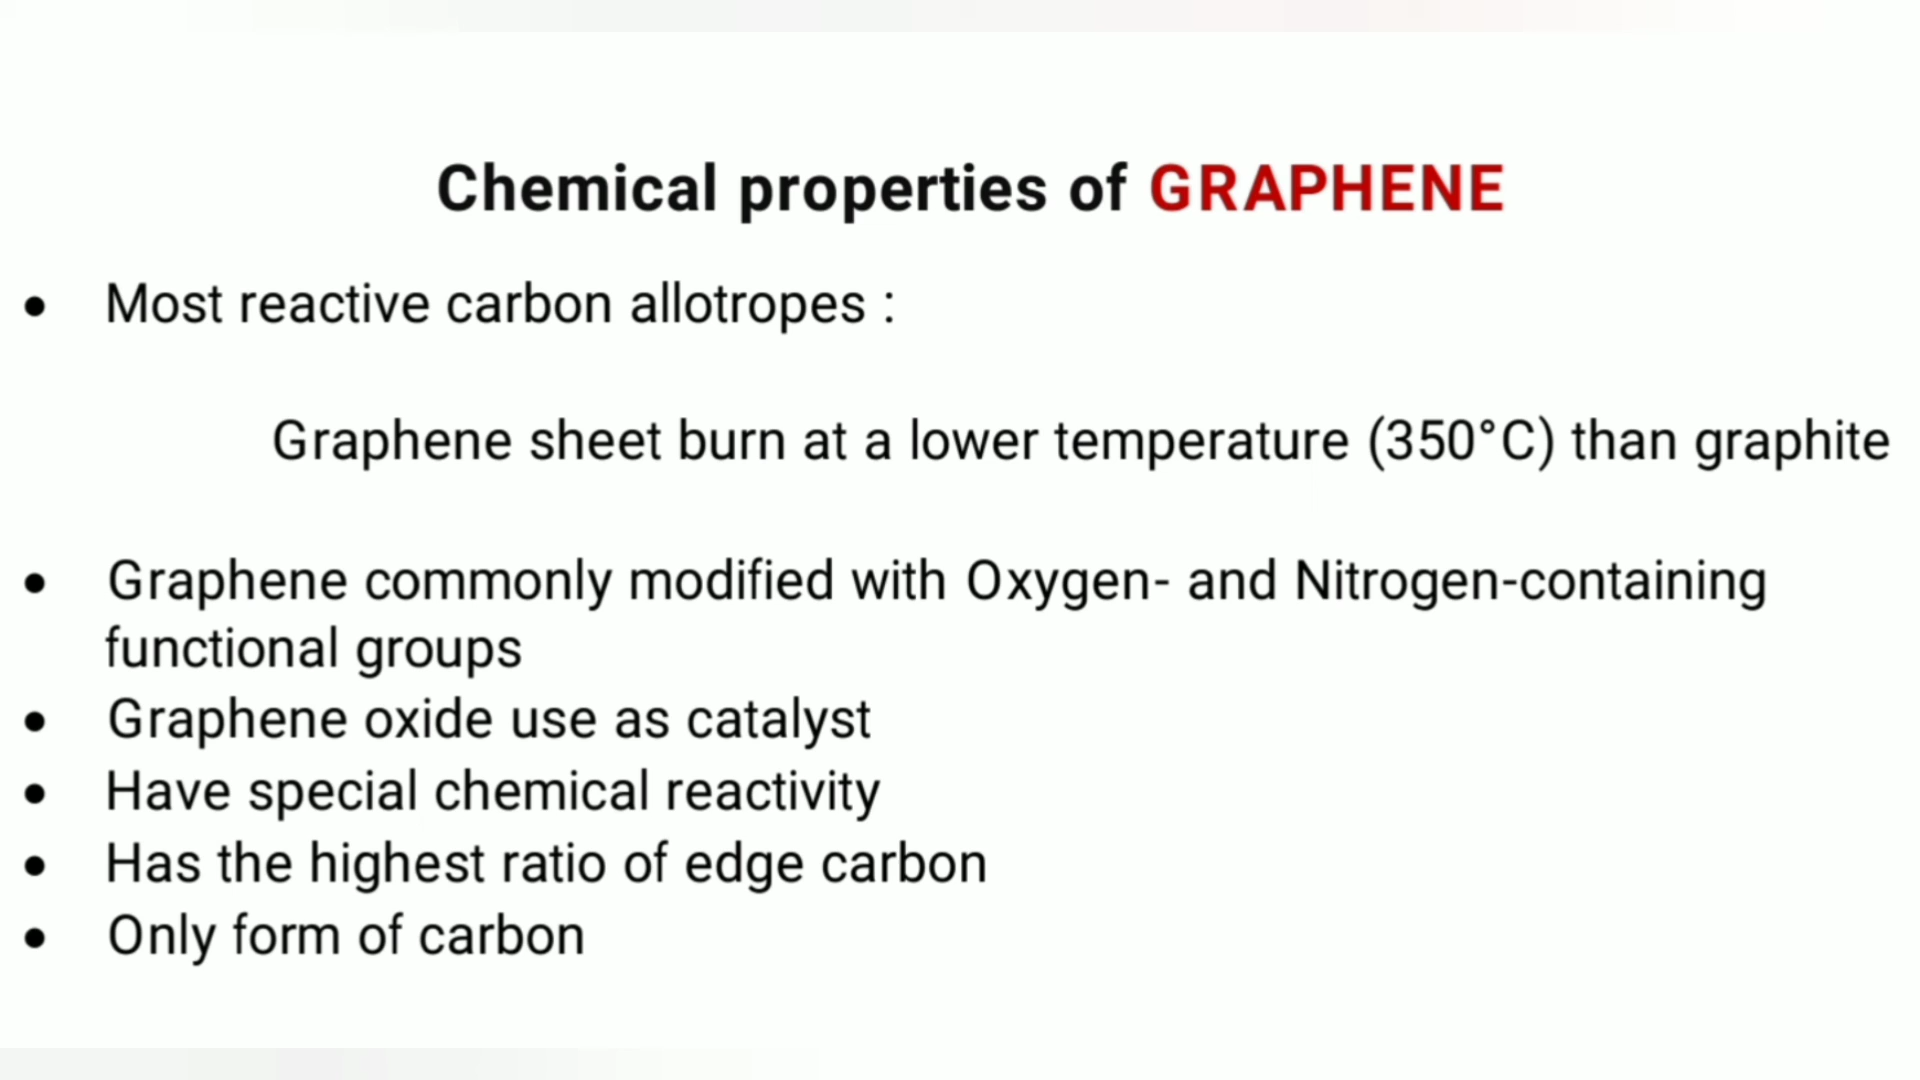 Chemical properties of GRAPHENE
• Most reactive carbon allotropes :
Graphene sheet burn at a lower temperature (350°C) than graphite
• Graphene commonly modified with Oxygen- and Nitrogen-containing
functional groups
• Graphene oxide use as catalyst
• Have special chemical reactivity
• Has the highest ratio of edge carbon
• Only form of carbon